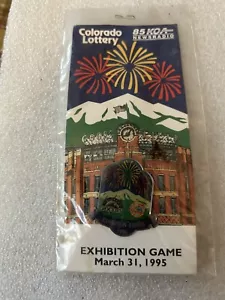 Colorado
Lottery
85 KOA
NEWSRADIO
EXHIBITION GAME
March 31, 1995